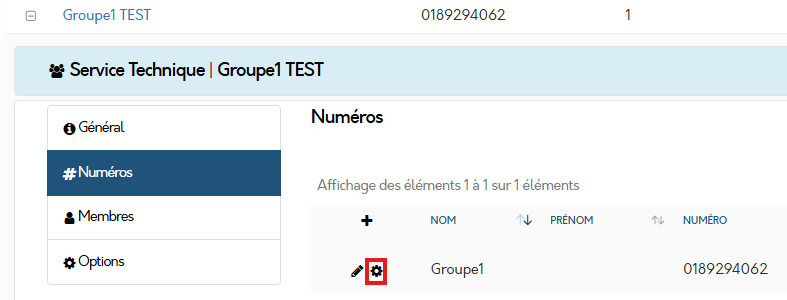 Groupe1 TEST 0189294062 1
Service Technique | Groupe1 TEST
Général
Numéros
Membres
Options
Numéros
Affichage des éléments 1 à 1 sur 1 éléments
NOM PRÉNOM NUMÉRO
Groupe1 0189294062